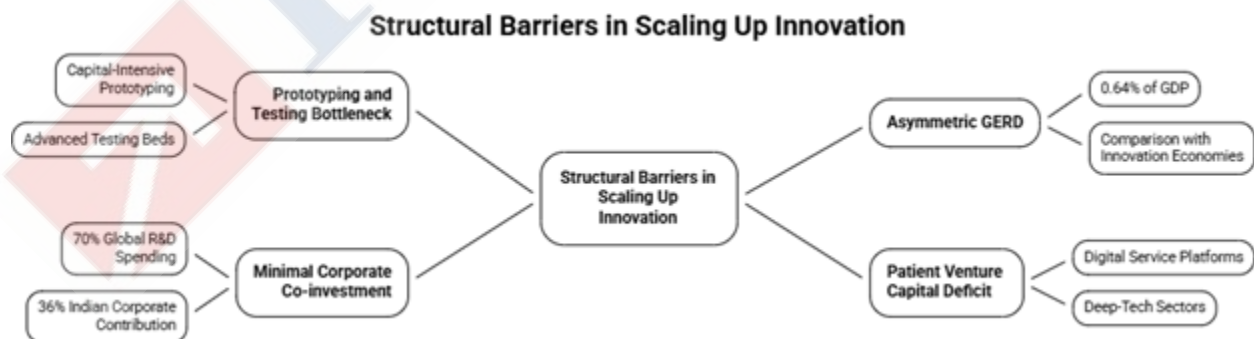 Structural Barriers in Scaling Up Innovation
Capital-Intensive
Prototyping
Advanced Testing Beds
Prototyping and
Testing Bottleneck
70% Global R&D
Spending
36% Indian Corporate
Contribution
Minimal Corporate
Co-investment
Structural Barriers in
Scaling Up
Innovation
Asymmetric GERD
0.64% of GDP
Comparison with
Innovation Economies
Patient Venture
Capital Deficit
Digital Service Platforms
Deep-Tech Sectors